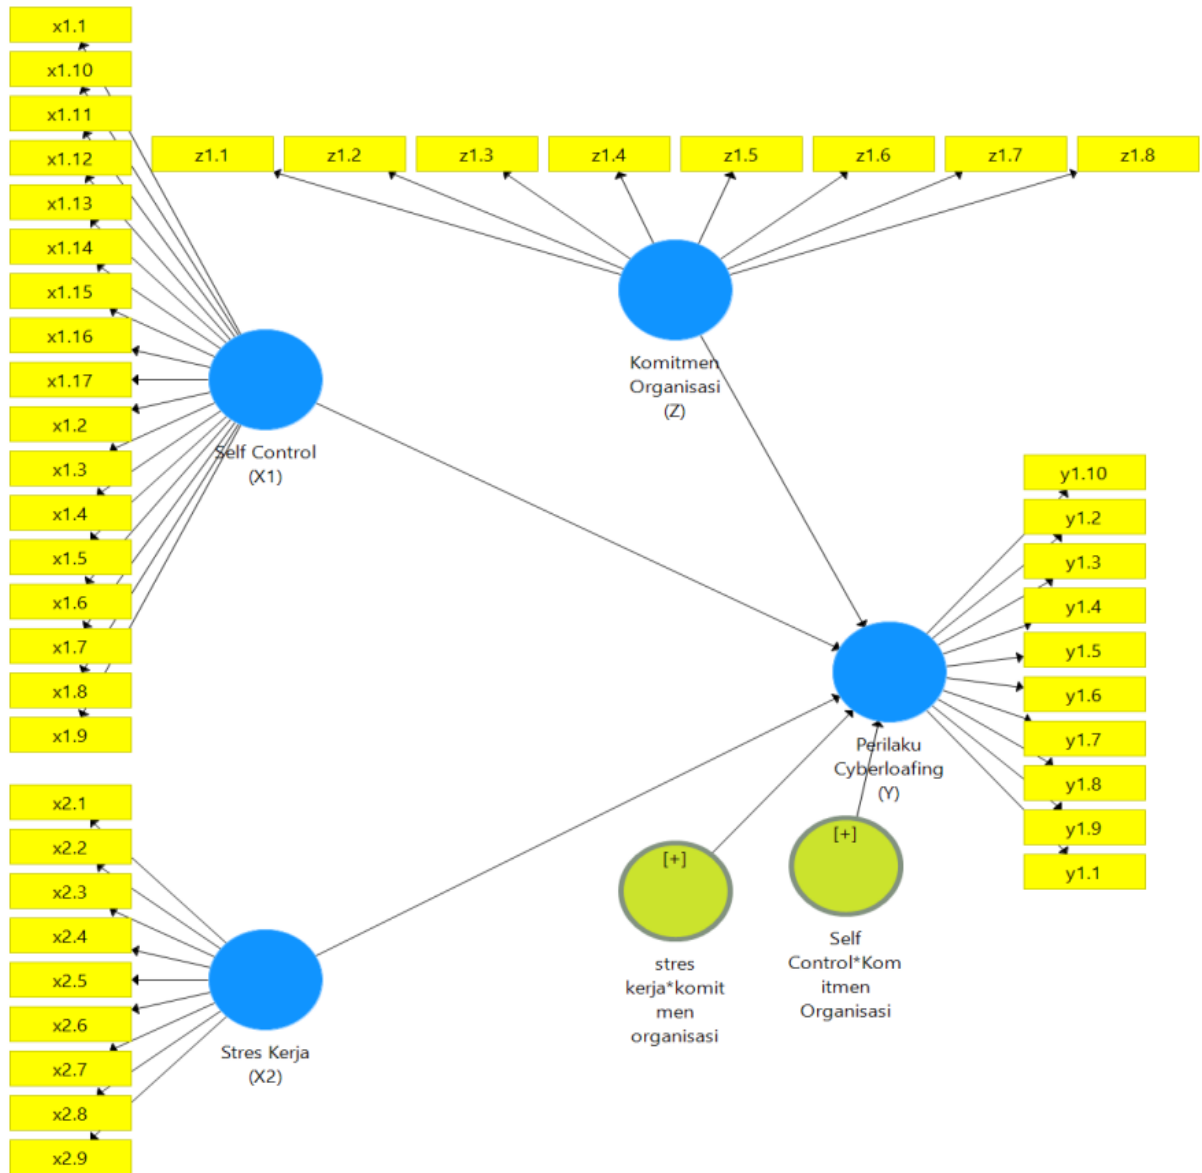 x1.1
x1.10
x1.11
x1.12
x1.13
x1.14
x1.15
x1.16
x1.17
x1.2
x1.3
x1.4
x1.5
x1.6
x1.7
x1.8
x1.9
Self Control
(X1)
z1.1
z1.2
z1.3
z1.4
z1.5
z1.6
z1.7
z1.8
Komitmen
Organisasi
(Z)
x2.1
x2.2
x2.3
x2.4
x2.5
x2.6
x2.7
x2.8
x2.9
Stres Kerja
(X2)
y1.10
y1.2
y1.3
y1.4
y1.5
y1.6
y1.7
y1.8
y1.9
y1.1
Perilaku
Cyberloafing
(Y)
[+]
stres
kerja*komit
men
organisasi
[+]
Self
Control*Kom
itmen
Organisasi